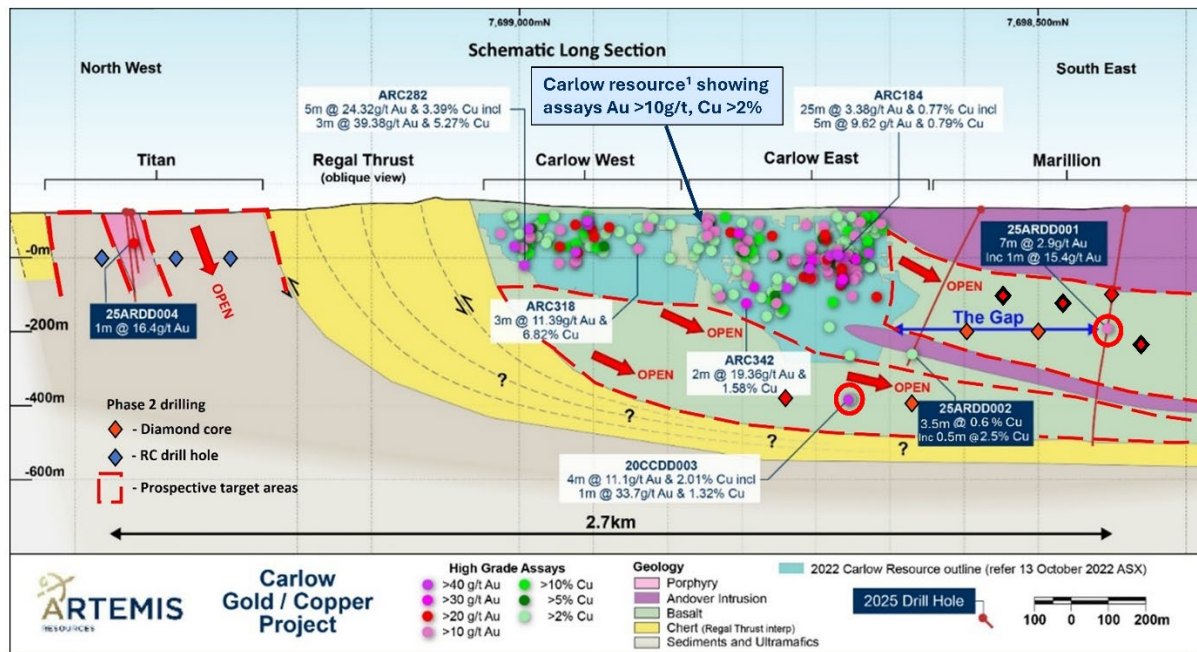 7,699,000mN
7,698,500mN
Schematic Long Section
North West
South East
Carlow resource¹ showing
assays Au >10g/t, Cu >2%
ARC282
5m @ 24.32g/t Au & 3.39% Cu incl
3m @ 39.38g/t Au & 5.27% Cu
ARC184
25m @ 3.38g/t Au & 0.77% Cu incl
5m @ 9.62 g/t Au & 0.79% Cu
Titan
Regal Thrust
(oblique view)
Carlow West
Carlow East
Marillion
25ARDD001
7m @ 2.9g/t Au
Inc 1m @ 15.4g/t Au
-0m
OPEN
OPEN
25ARDD004
1m @ 16.4g/t Au
ARC318
3m @ 11.39g/t Au &
6.82% Cu
The Gap
-200m
OPEN
ARC342
2m @ 19.36g/t Au &
1.58% Cu
OPEN
OPEN
?
-400m
Phase 2 drilling
- Diamond core
- RC drill hole
- Prospective target areas
25ARDD002
3.5m @ 0.6 % Cu
Inc 0.5m @2.5% Cu
?
?
?
20CCDD003
4m @ 11.1g/t Au & 2.01% Cu incl
1m @ 33.7g/t Au & 1.32% Cu
-600m
2.7km
ARTEMIS
RESOURCES
Carlow
Gold / Copper
Project
High Grade Assays
>40 g/t Au
>30 g/t Au
>20 g/t Au
>10 g/t Au
>10% Cu
>5% Cu
>2% Cu
Geology
Porphyry
Andover Intrusion
Basalt
Chert (Regal Thrust interp)
Sediments and Ultramafics
2022 Carlow Resource outline (refer 13 October 2022 ASX)
2025 Drill Hole
100 0 100 200m